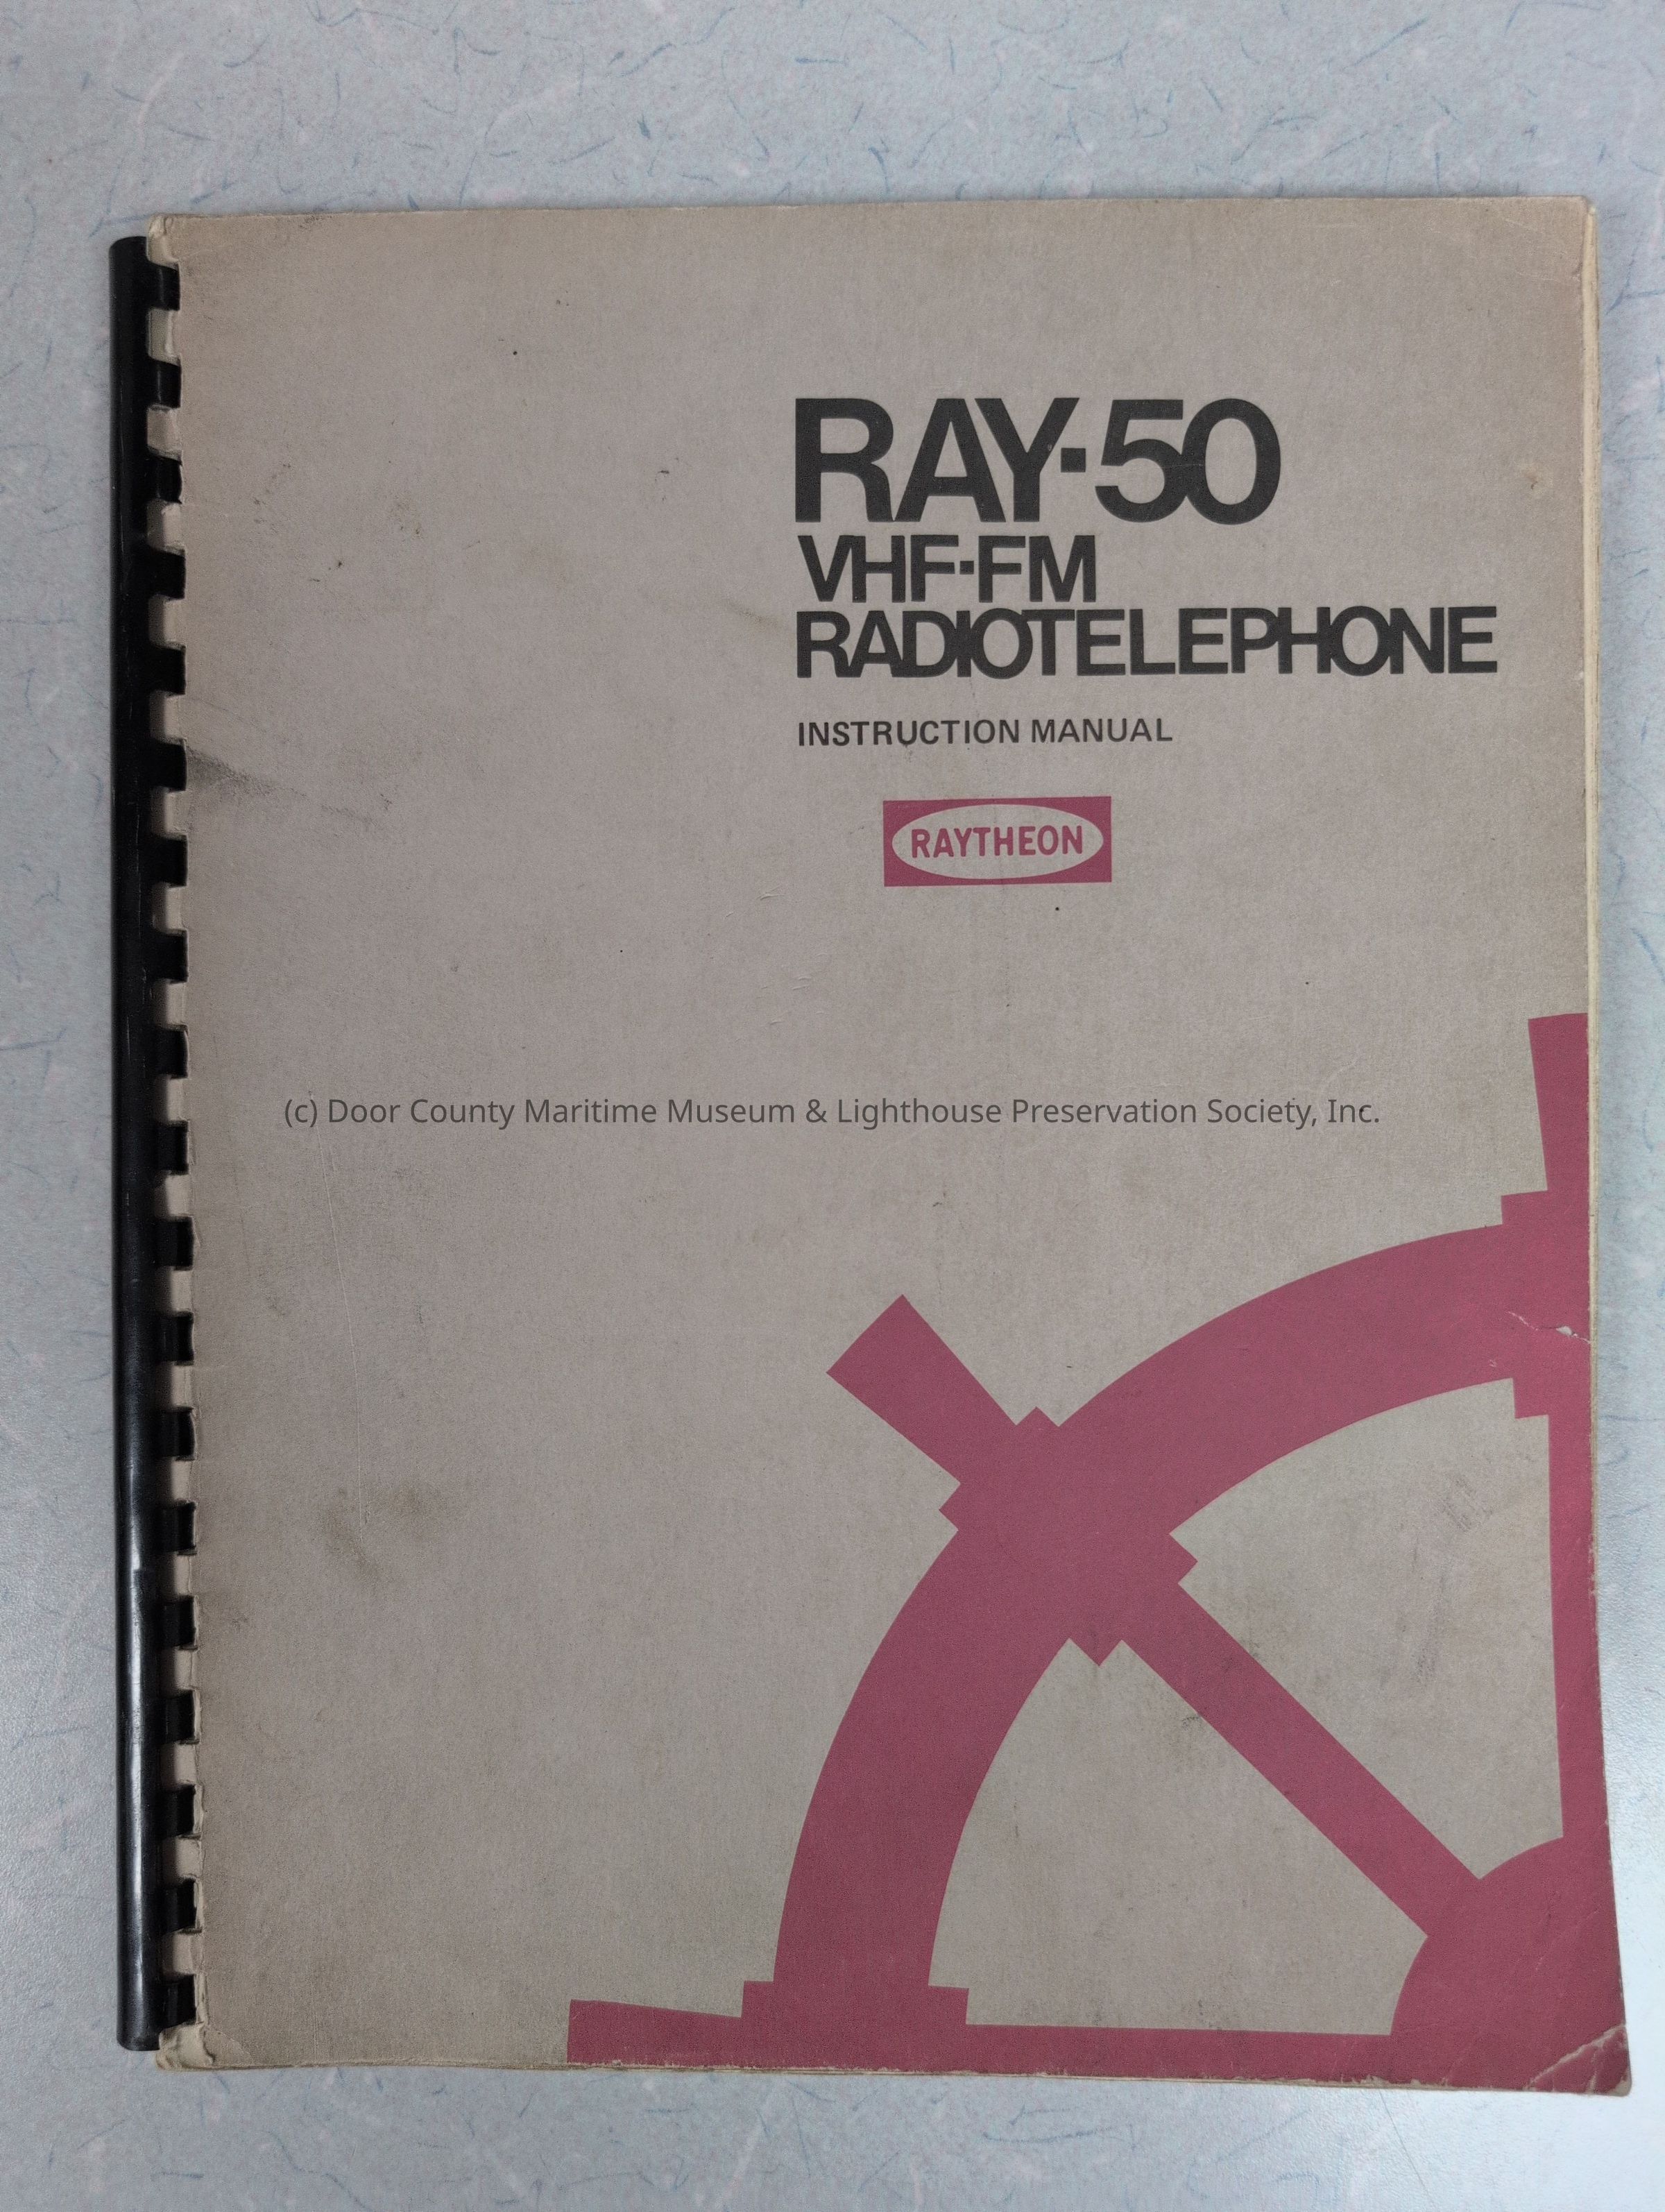 RAY·50
VHF·FM
RADIOTELEPHONE
INSTRUCTION MANUAL
RAYTHEON
(c) Door County Maritime Museum & Lighthouse Preservation Society, Inc.